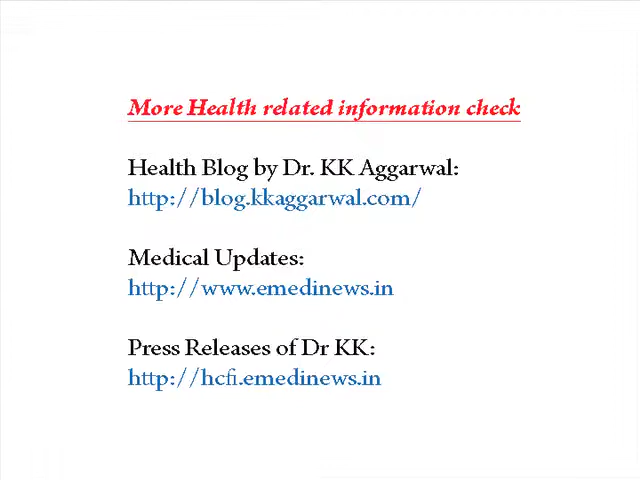 More Health related information check
Health Blog by Dr. KK Aggarwal:
http://blog.kkaggarwal.com/
Medical Updates:
http://www.emedinews.in
Press Releases of Dr KK:
http://hcfi.emedinews.in